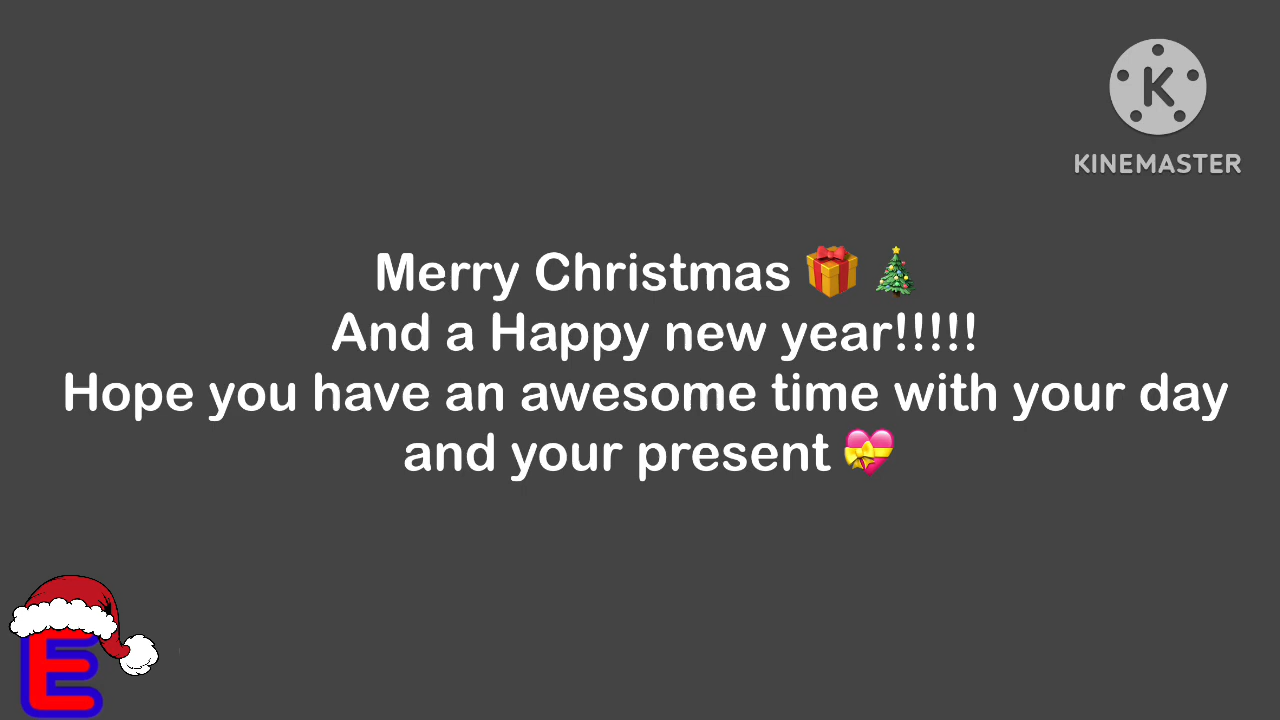 K
KINEMASTER
Merry Christmas 🎁 🎄
And a Happy new year!!!!!
Hope you have an awesome time with your day
and your present 💝
E